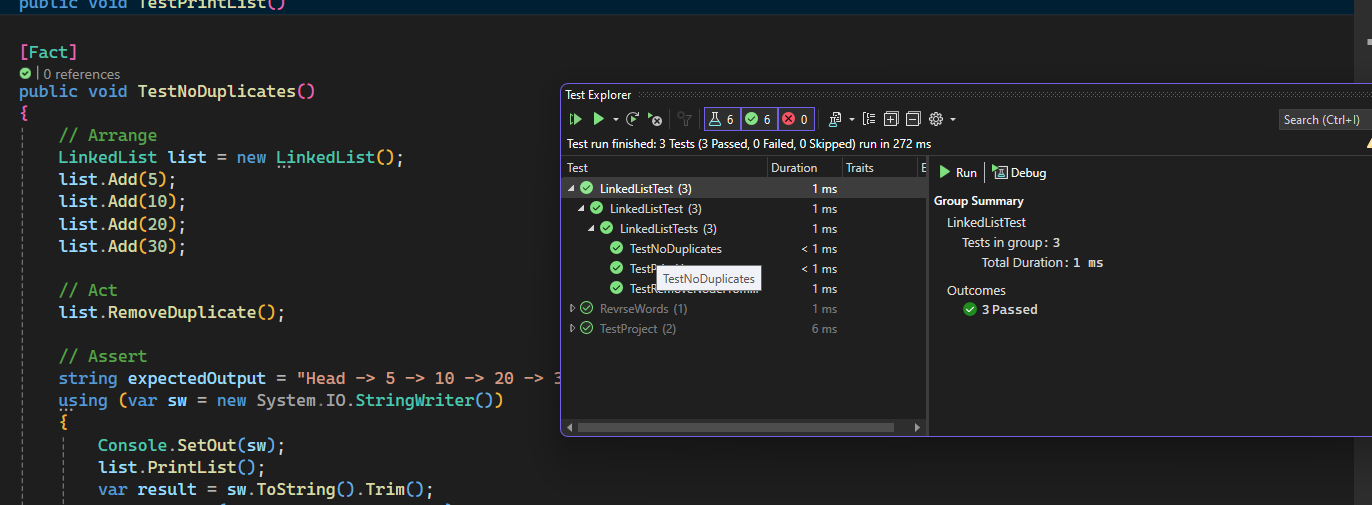 public void TestPrintList()
[Fact]
| 0 references
public void TestNoDuplicates()
{
// Arrange
LinkedList list = new LinkedList();
list.Add(5);
list.Add(10);
list.Add(20);
list.Add(30);
// Act
list.RemoveDuplicate();
// Assert
string expectedOutput = "Head -> 5 -> 10 -> 20 ->
using (var sw = new System.IO.StringWriter())
{
Console.SetOut(sw);
list.PrintList();
var result = sw.ToString().Trim();
Test Explorer
6 6 0
Search (Ctrl+I)
Test run finished: 3 Tests (3 Passed, 0 Failed, 0 Skipped) run in 272 ms
Test Duration Traits E
LinkedListTest (3) 1 ms
LinkedListTest (3) 1 ms
LinkedListTests (3) 1 ms
TestNoDuplicates < 1 ms
< 1 ms
TestNoDuplicates
1 ms
RevrseWords (1) 1 ms
TestProject (2) 6 ms
Run Debug
Group Summary
LinkedListTest
Tests in group: 3
Total Duration: 1 ms
Outcomes
3 Passed